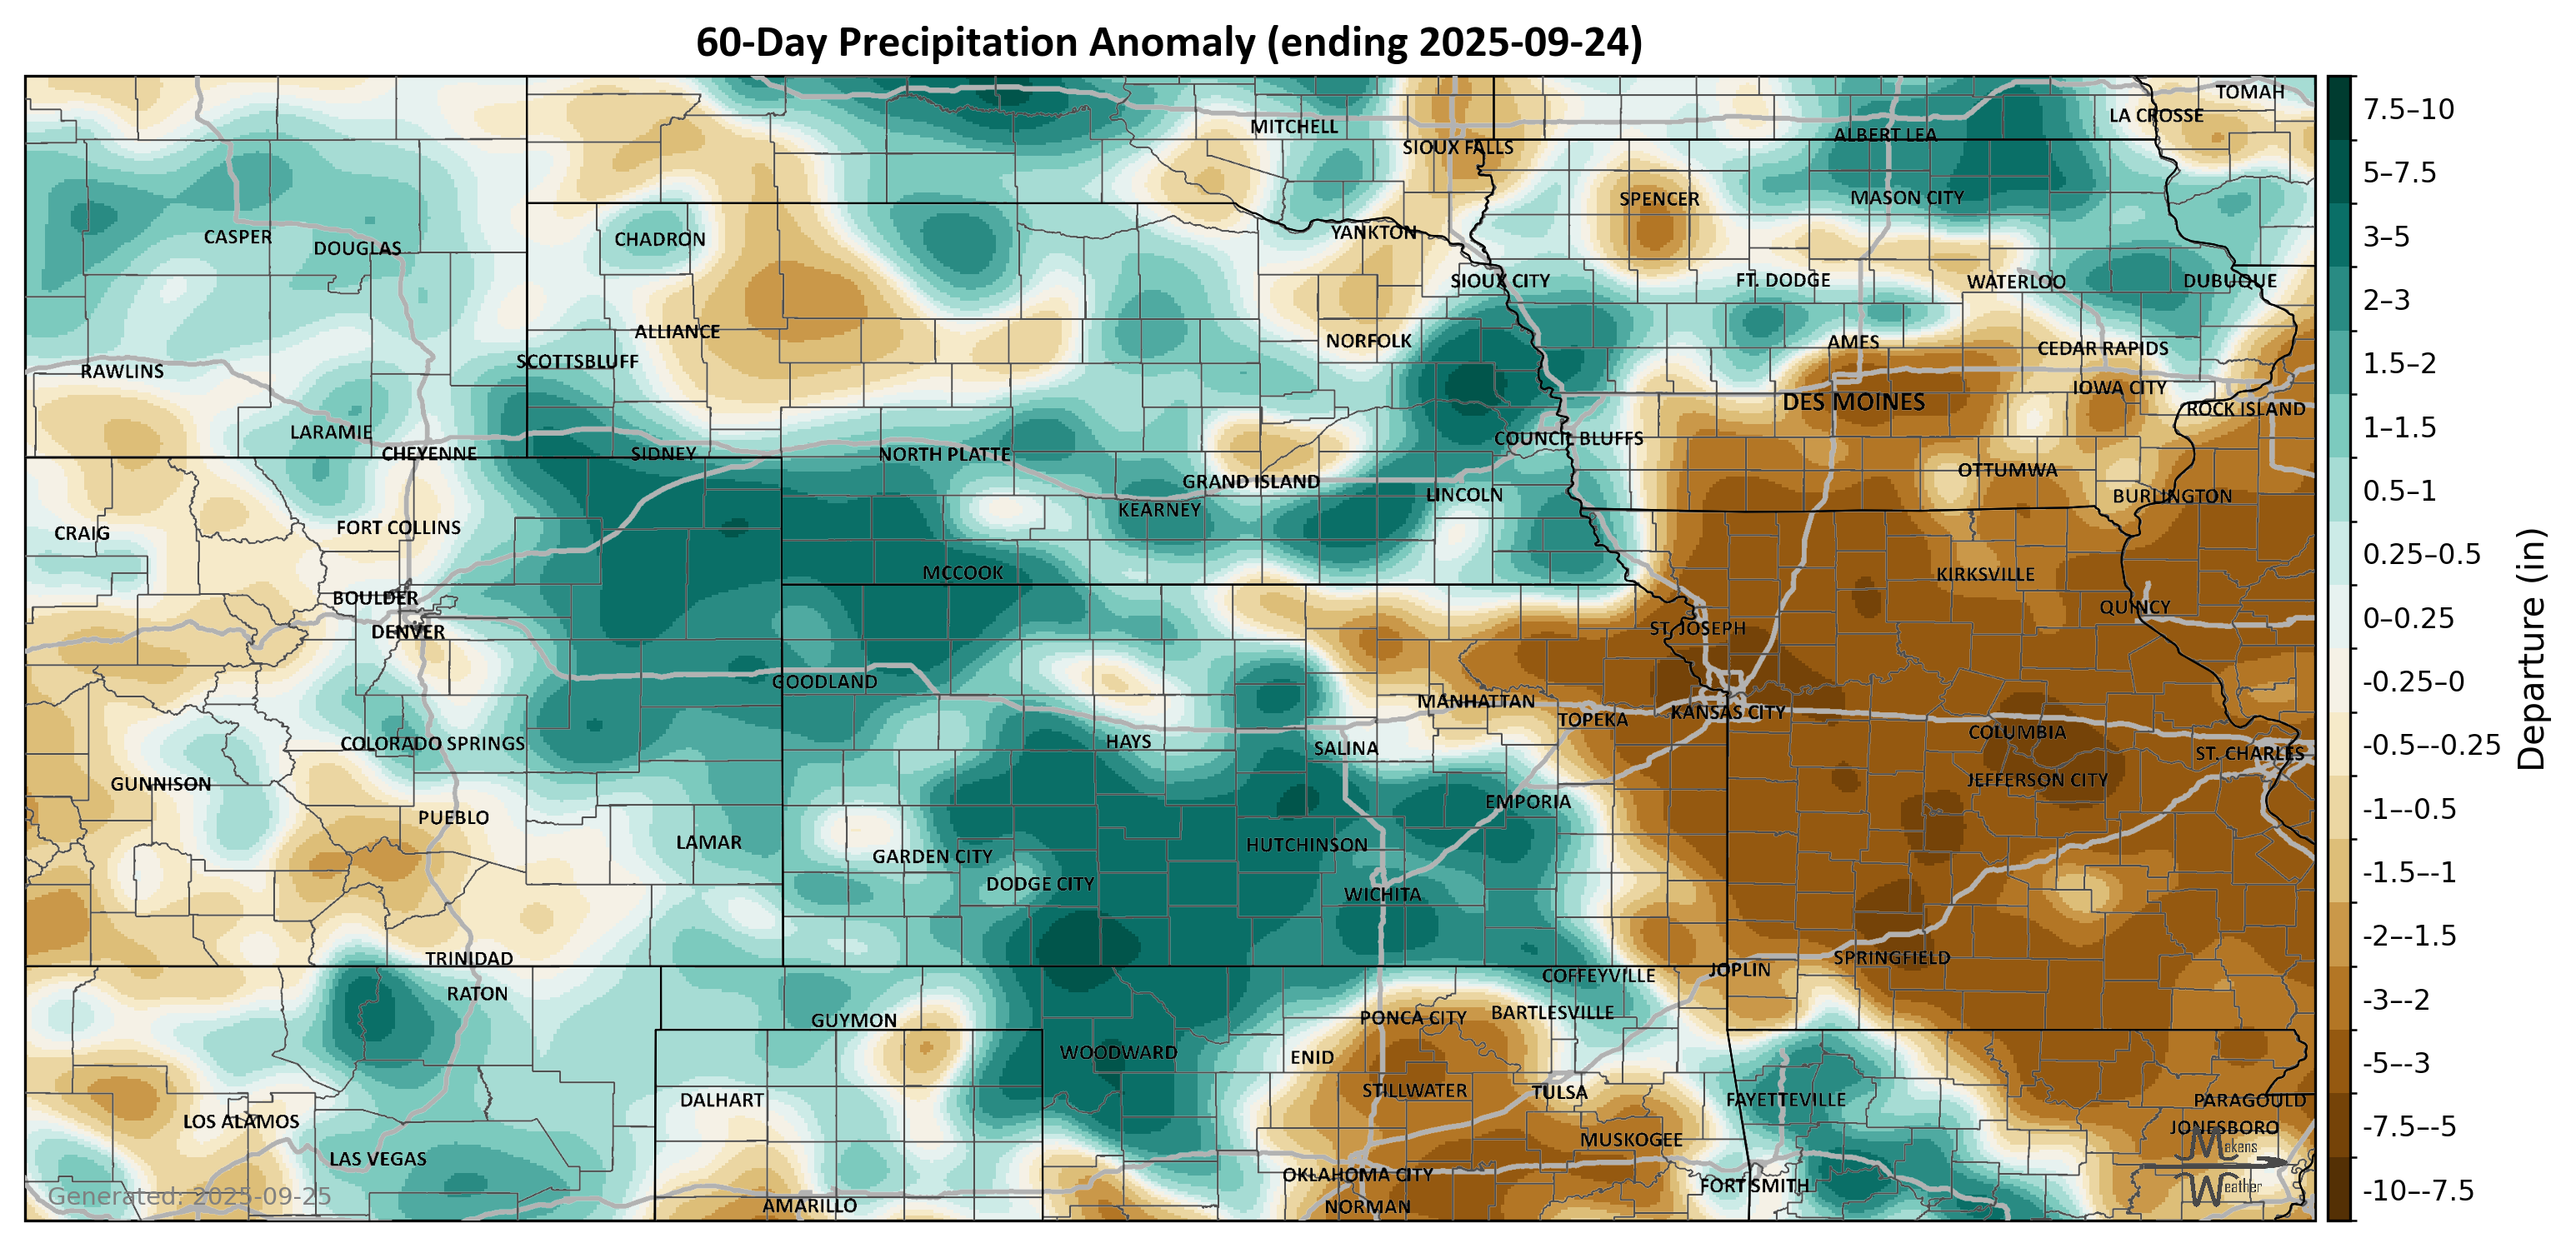 60-Day Precipitation Anomaly (ending 2025-09-24)
TOMAH
LA CROSSE
MITCHELL
ALBERT LEA
SIOUX FALLS
SPENCER
MASON CITY
YANKTON
CASPER
CHADRON
DOUGLAS
SIOUX CITY
FT. DODGE
WATERLOO
DUBUQUE
ALLIANCE
NORFOLK
AMES
CEDAR RAPIDS
SCOTTSBLUFF
RAWLINS
IOWA CITY
DES MOINES
ROCK ISLAND
LARAMIE
COUNCIL BLUFFS
CHEYENNE
SIDNEY
NORTH PLATTE
OTTUMWA
GRAND ISLAND
LINCOLN
BURLINGTON
KEARNEY
CRAIG
FORT COLLINS
MCCOOK
KIRKSVILLE
BOULDER
QUINCY
DENVER
ST. JOSEPH
GOODLAND
MANHATTAN
TOPEKA
KANSAS CITY
COLUMBIA
COLORADO SPRINGS
HAYS
SALINA
ST. CHARLES
GUNNISON
JEFFERSON CITY
EMPORIA
PUEBLO
LAMAR
HUTCHINSON
GARDEN CITY
DODGE CITY
WICHITA
TRINIDAD
SPRINGFIELD
JOPLIN
COFFEYVILLE
RATON
BARTLESVILLE
PONCA CITY
GUYMON
WOODWARD
ENID
STILLWATER
TULSA
DALHART
FAYETTEVILLE
PARAGOULD
LOS ALAMOS
JONESBORO
MUSKOGEE
LAS VEGAS
OKLAHOMA CITY
FORT SMITH
AMARILLO
NORMAN
Makens
Weather
Generated: 2025-09-25
7.5–10
5–7.5
3–5
2–3
1.5–2
1–1.5
0.5–1
0.25–0.5
0–0.25
-0.25–0
-0.5–-0.25
-1–-0.5
-1.5–-1
-2–-1.5
-3–-2
-5–-3
-7.5–-5
-10–-7.5
Departure (in)